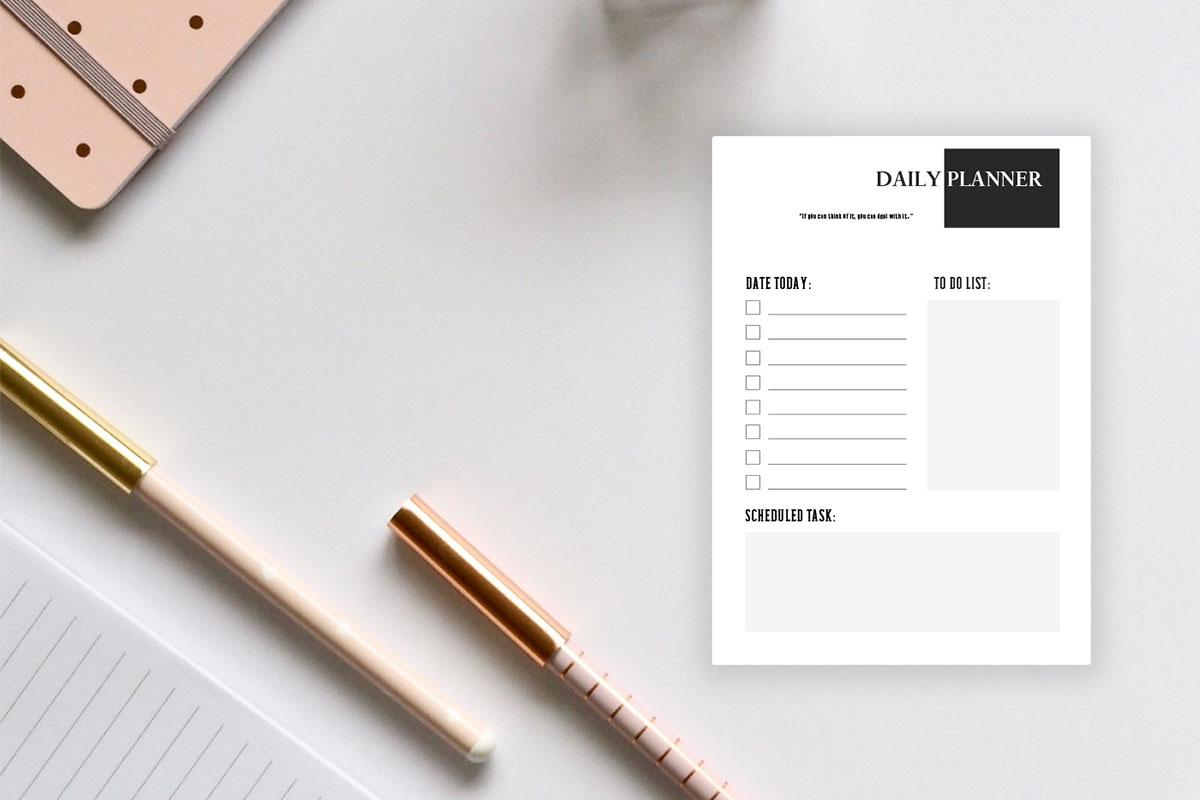 DAILY PLANNER
"If you can think of it, you can deal with it."
DATE TODAY:
TO DO LIST:
SCHEDULED TASK: